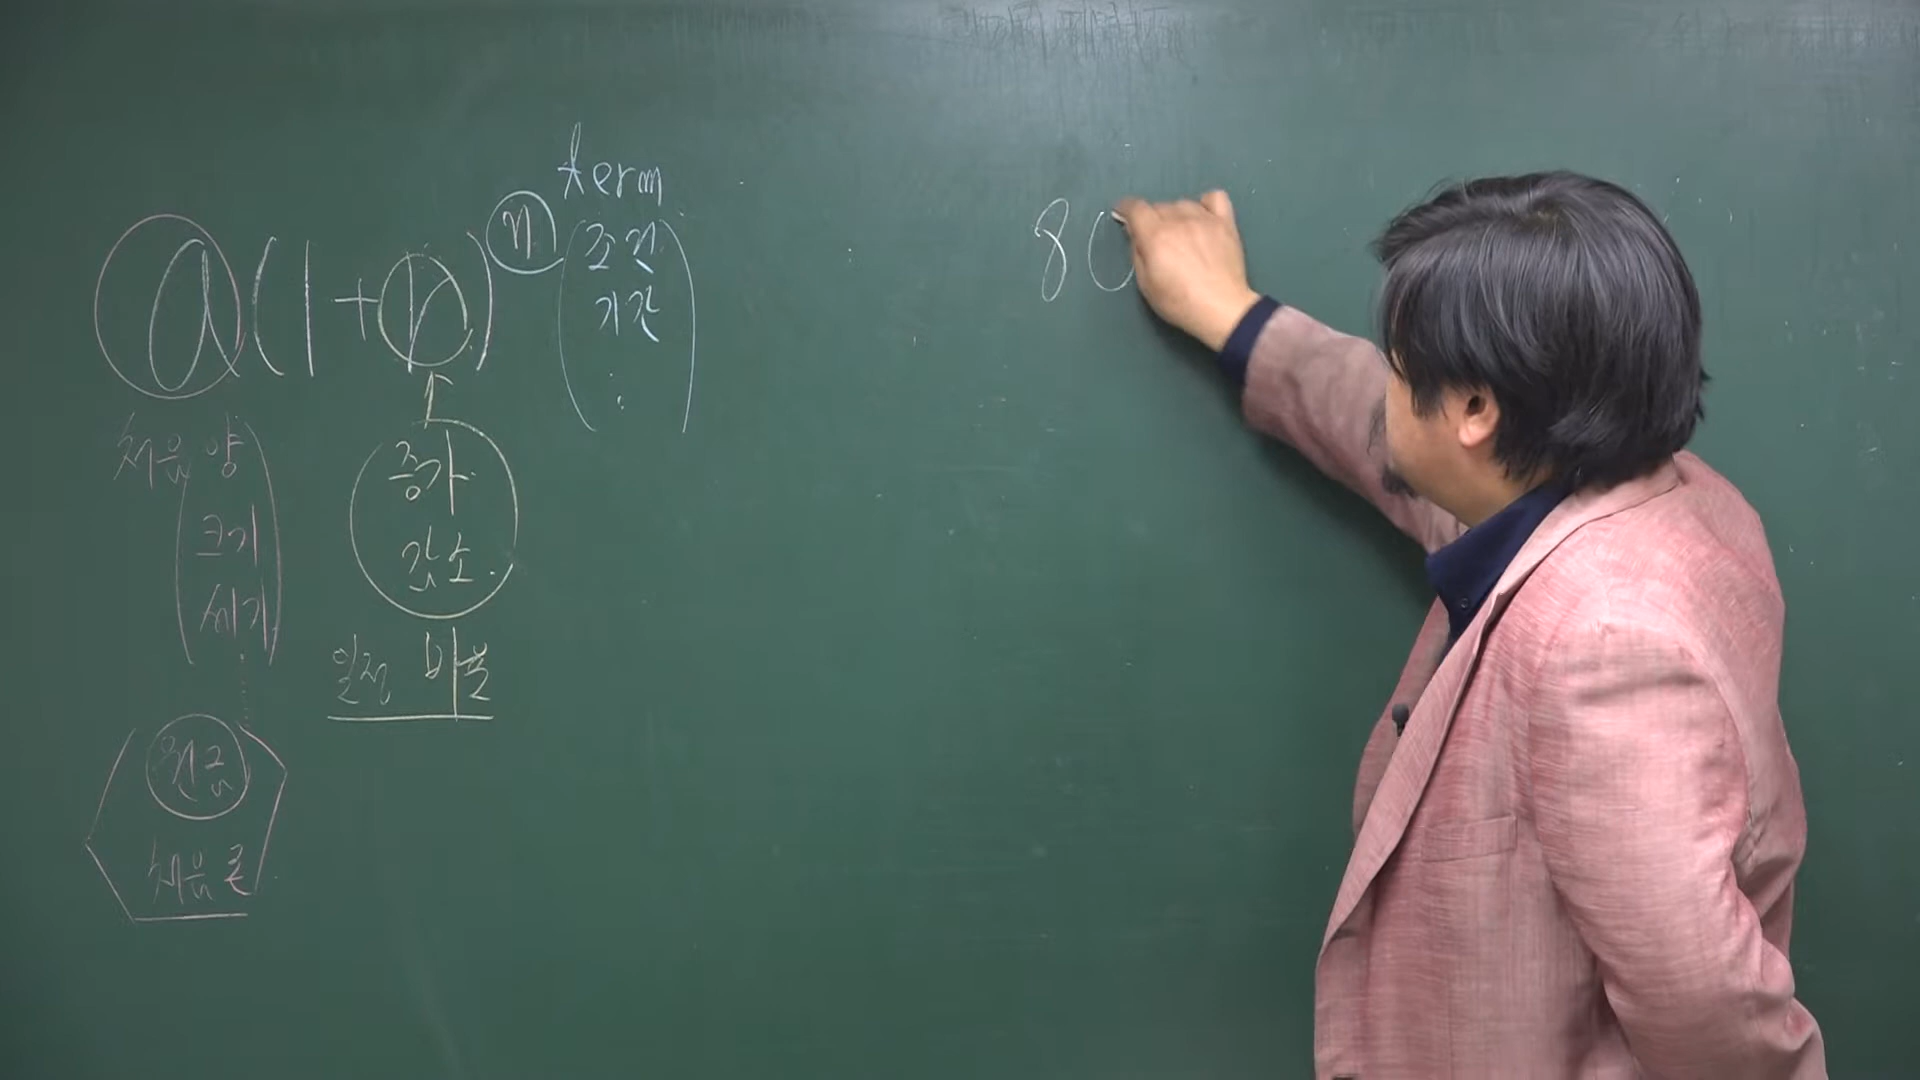 term
a(1+r)ⁿ
조건
기간
:
처음 양
크기
세기
증가
감소.
일정 비율
원금
처음 돈
80